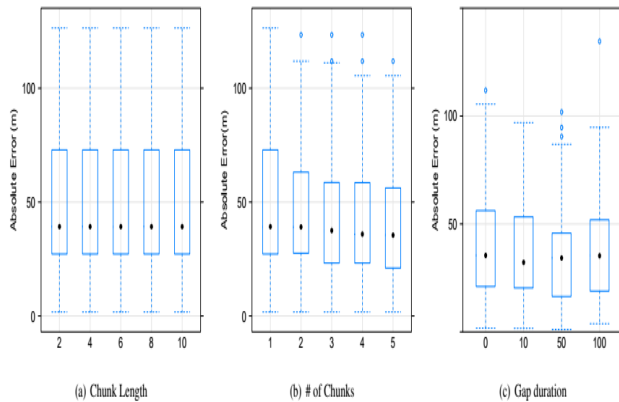 Absolute Error (m)
100
50
0
2 4 6 8 10
(a) Chunk Length
Absolute Error(m)
100
50
0
1 2 3 4 5
(b) # of Chunks
Absolute Error (m)
100
50
0 10 50 100
(c) Gap duration